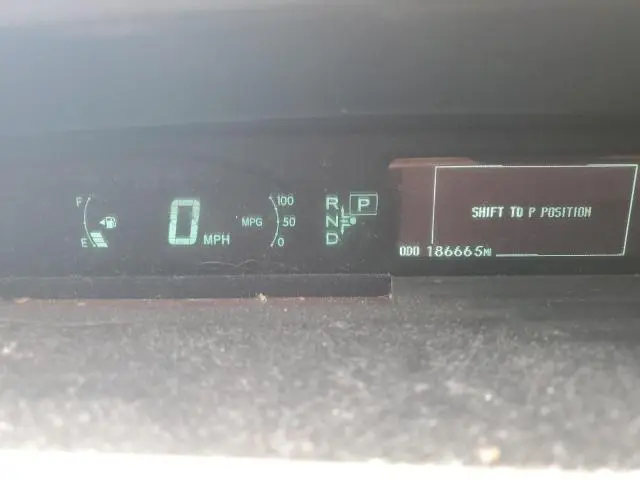 F
E
0 MPH
MPG
100
50
0
R
N
D
P
SHIFT TO P POSITION
ODO 186665MI